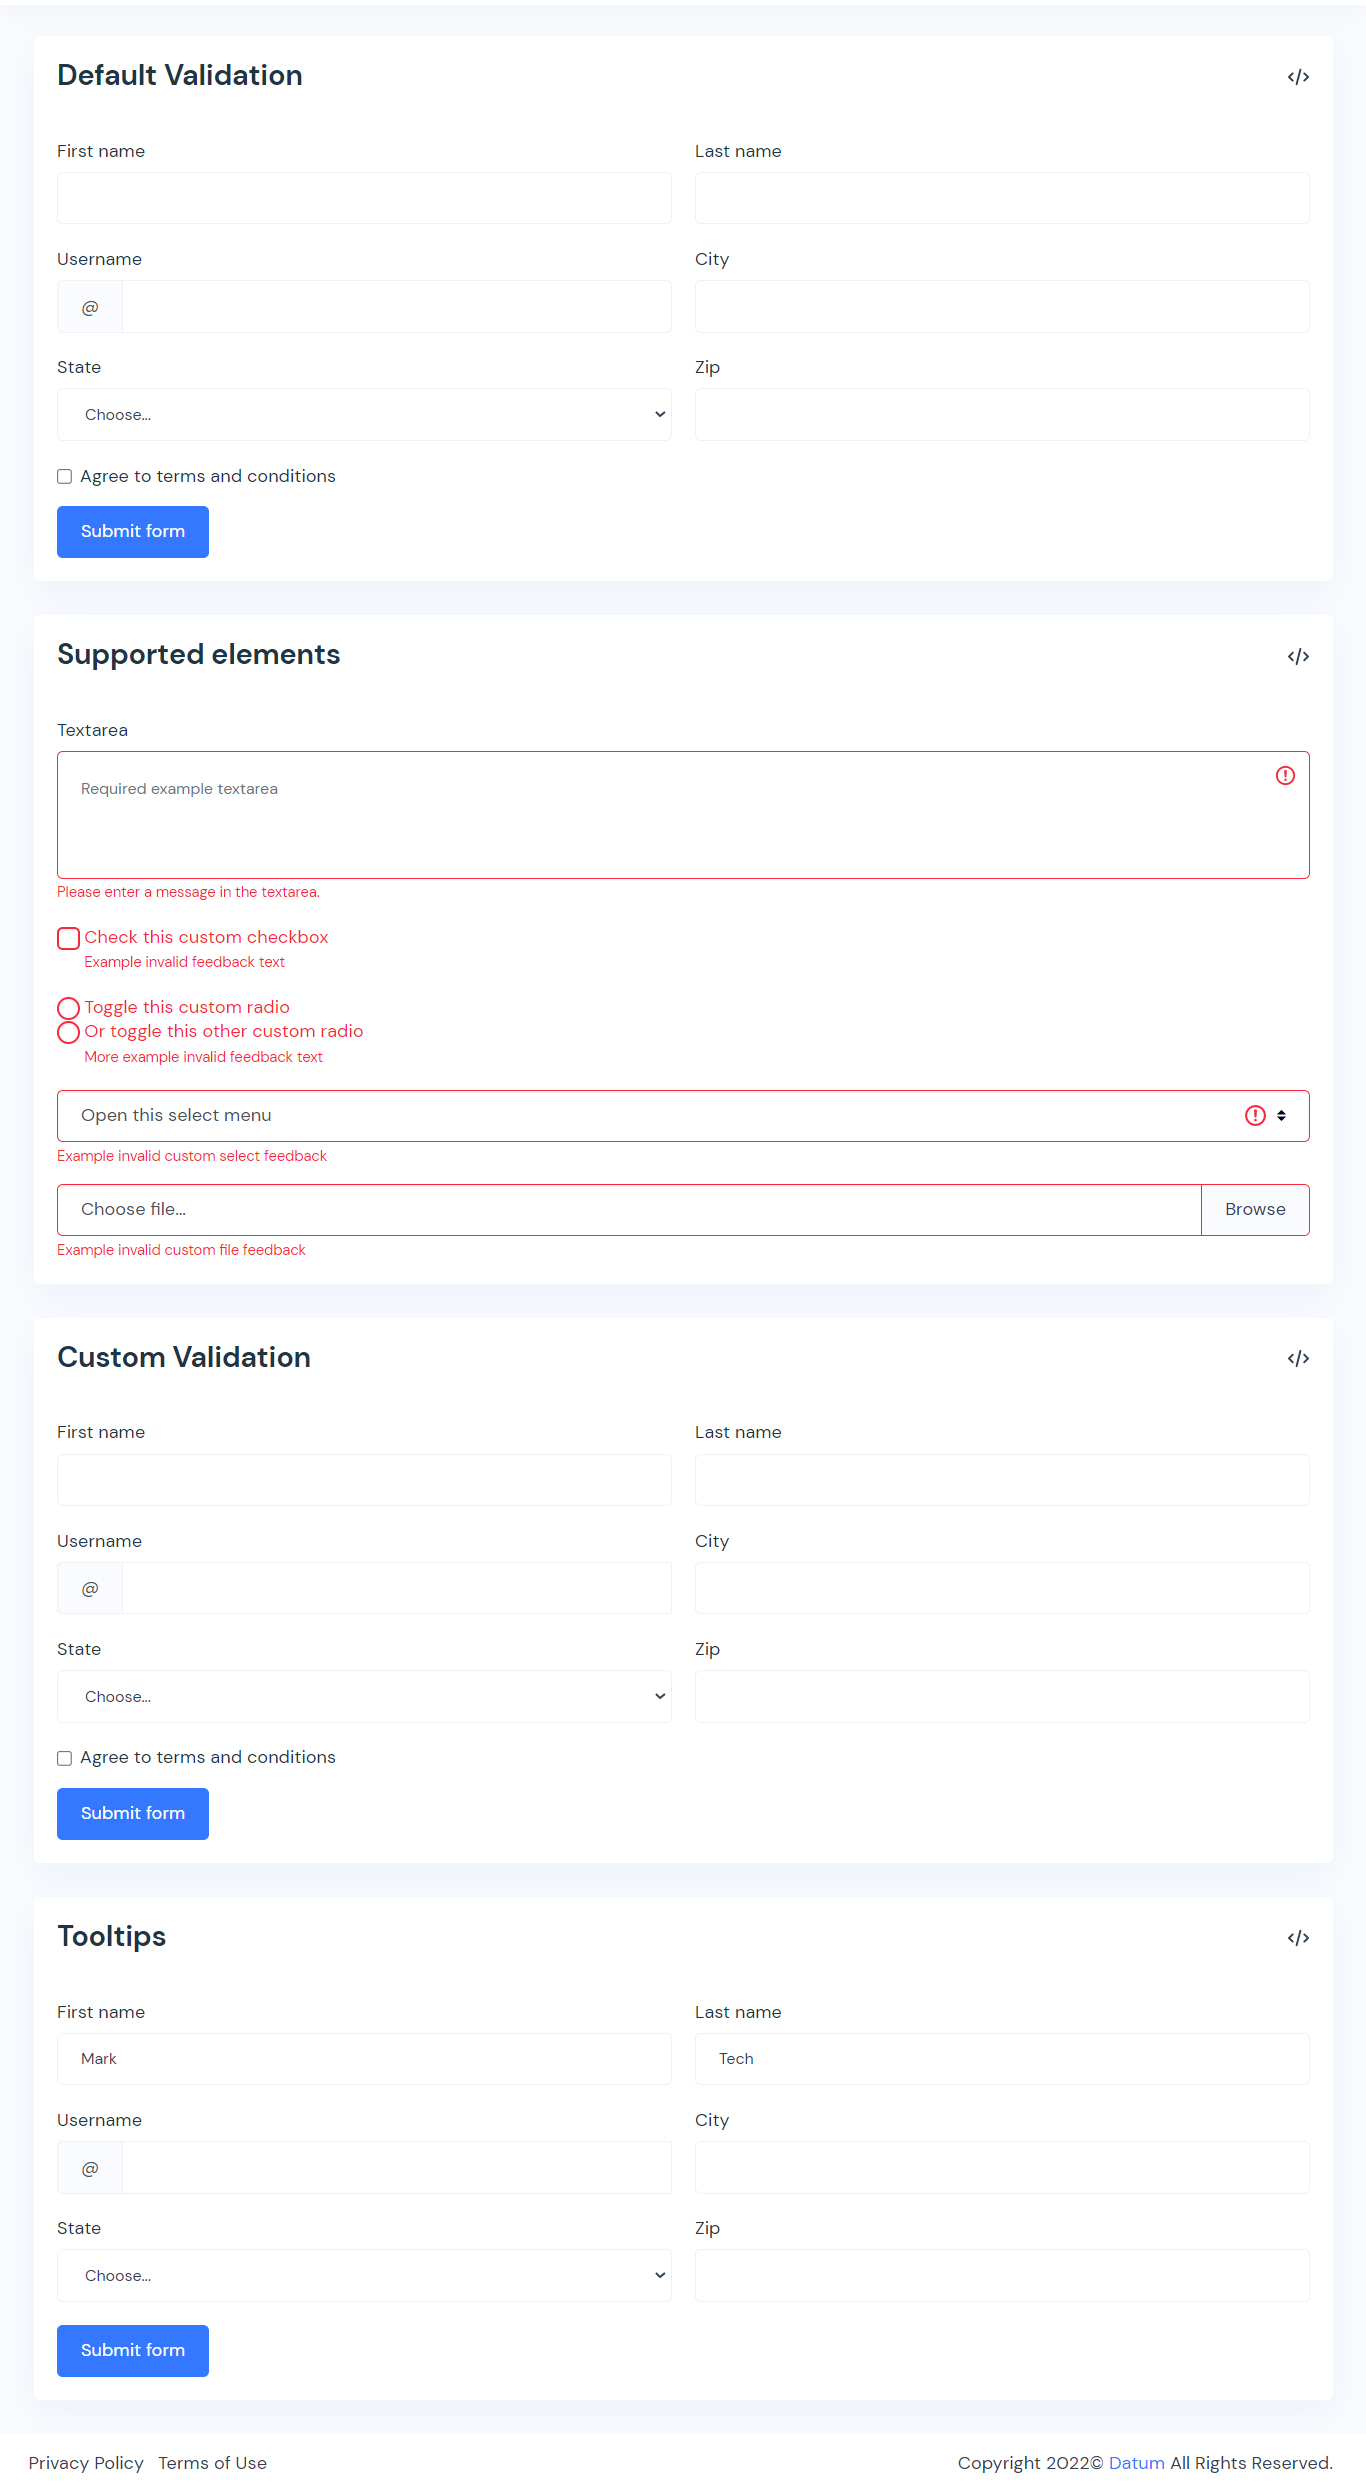 Default Validation
First name
Last name
Username
City
@
State
Zip
Choose...
Agree to terms and conditions
Submit form
Supported elements
Textarea
Required example textarea
Please enter a message in the textarea.
Check this custom checkbox
Example invalid feedback text
Toggle this custom radio
Or toggle this other custom radio
More example invalid feedback text
Open this select menu
Example invalid custom select feedback
Choose file...
Browse
Example invalid custom file feedback
Custom Validation
First name
Last name
Username
City
@
State
Zip
Choose...
Agree to terms and conditions
Submit form
Tooltips
First name
Last name
Mark
Tech
Username
City
@
State
Zip
Choose...
Submit form
Privacy Policy Terms of Use
Copyright 2022© Datum All Rights Reserved.